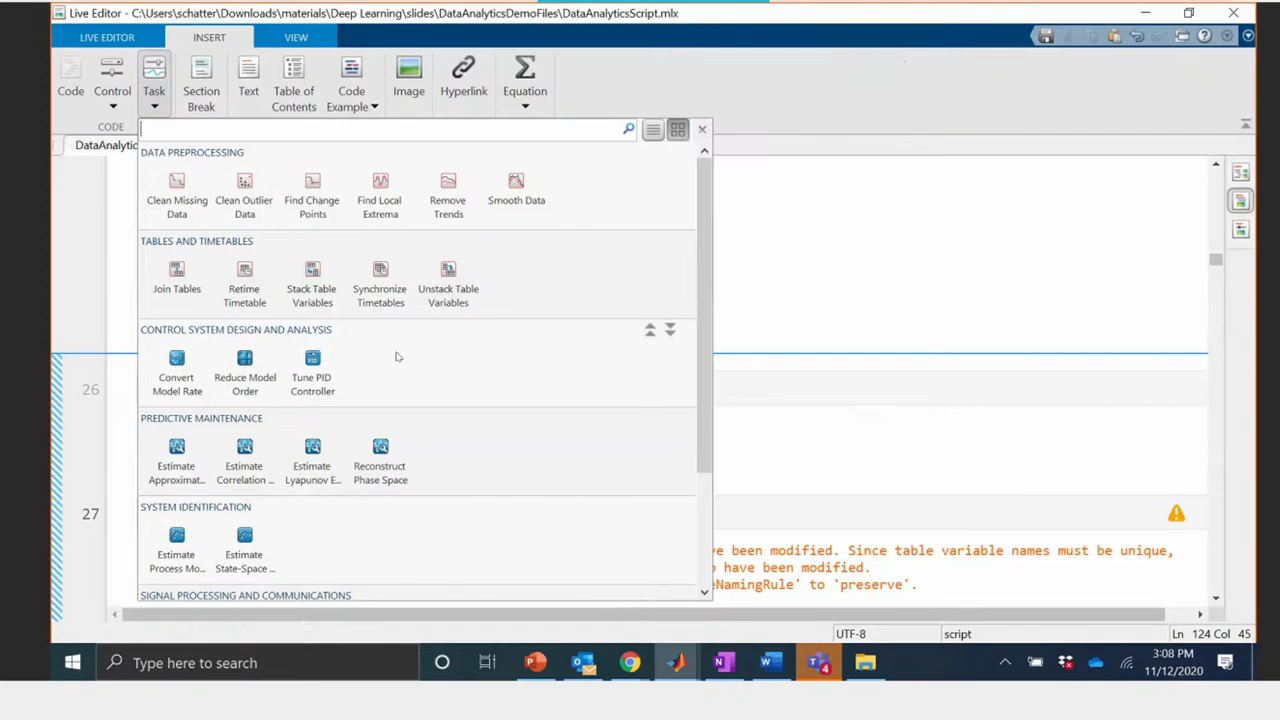 Live Editor - C:\Users\schatter\Downloads\materials\Deep Learning\slides\DataAnalyticsDemoFiles\DataAnalyticsScript.mlx
LIVE EDITOR INSERT VIEW
Code Control Task Section Break Text Table of Contents Code Example Image Hyperlink Equation
CODE
DataAnalytic
DATA PREPROCESSING
Clean Missing Data
Clean Outlier Data
Find Change Points
Find Local Extrema
Remove Trends
Smooth Data
TABLES AND TIMETABLES
Join Tables
Retime Timetable
Stack Table Variables
Synchronize Timetables
Unstack Table Variables
CONTROL SYSTEM DESIGN AND ANALYSIS
Convert Model Rate
Reduce Model Order
PID
Tune PID Controller
26
PREDICTIVE MAINTENANCE
Estimate Approximat...
Estimate Correlation ...
Estimate Lyapunov E...
Reconstruct Phase Space
27
SYSTEM IDENTIFICATION
Estimate Process Mo...
Estimate State-Space ...
ve been modified. Since table variable names must be unique,
o have been modified.
eNamingRule' to 'preserve'.
SIGNAL PROCESSING AND COMMUNICATIONS
UTF-8 script Ln 124 Col 45
Type here to search
4
3:08 PM
11/12/2020